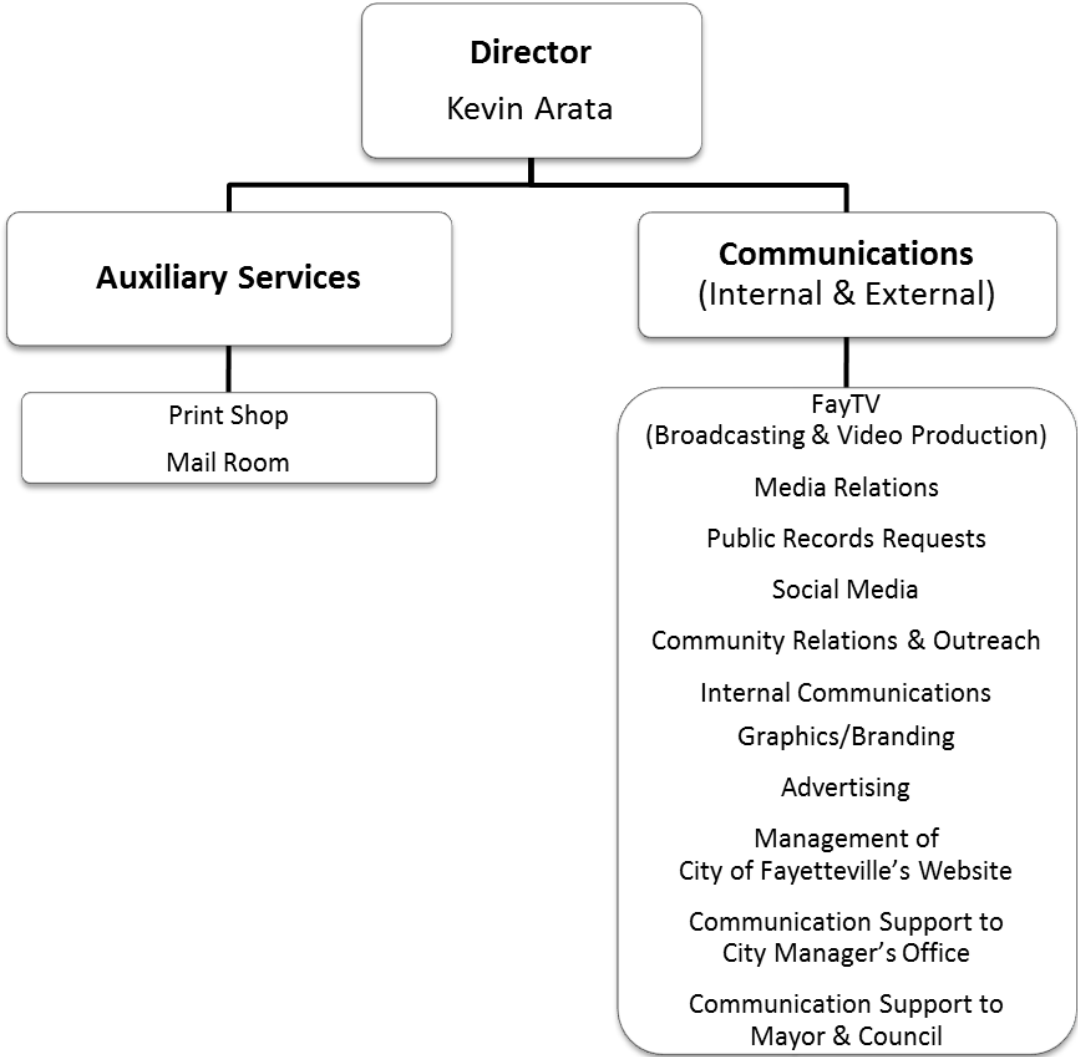 Director
Kevin Arata
Auxiliary Services
Communications
(Internal & External)
Print Shop
Mail Room
FayTV
(Broadcasting & Video Production)
Media Relations
Public Records Requests
Social Media
Community Relations & Outreach
Internal Communications
Graphics/Branding
Advertising
Management of
City of Fayetteville’s Website
Communication Support to
City Manager’s Office
Communication Support to
Mayor & Council